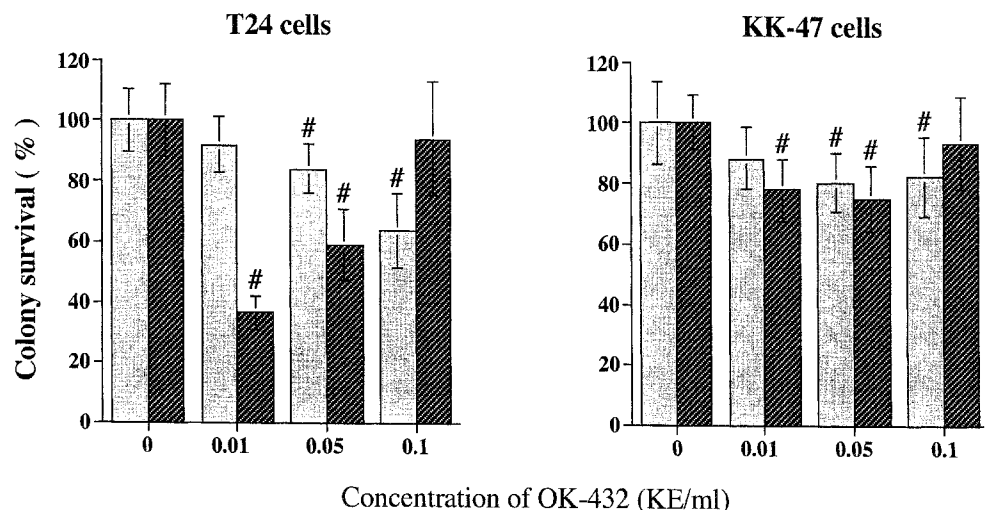 T24 cells
KK-47 cells
Colony survival ( % )
120
100
80
60
40
20
0
# # # #
0 0.01 0.05 0.1
120
100
80
60
40
20
0
# # # #
0 0.01 0.05 0.1
Concentration of OK-432 (KE/ml)